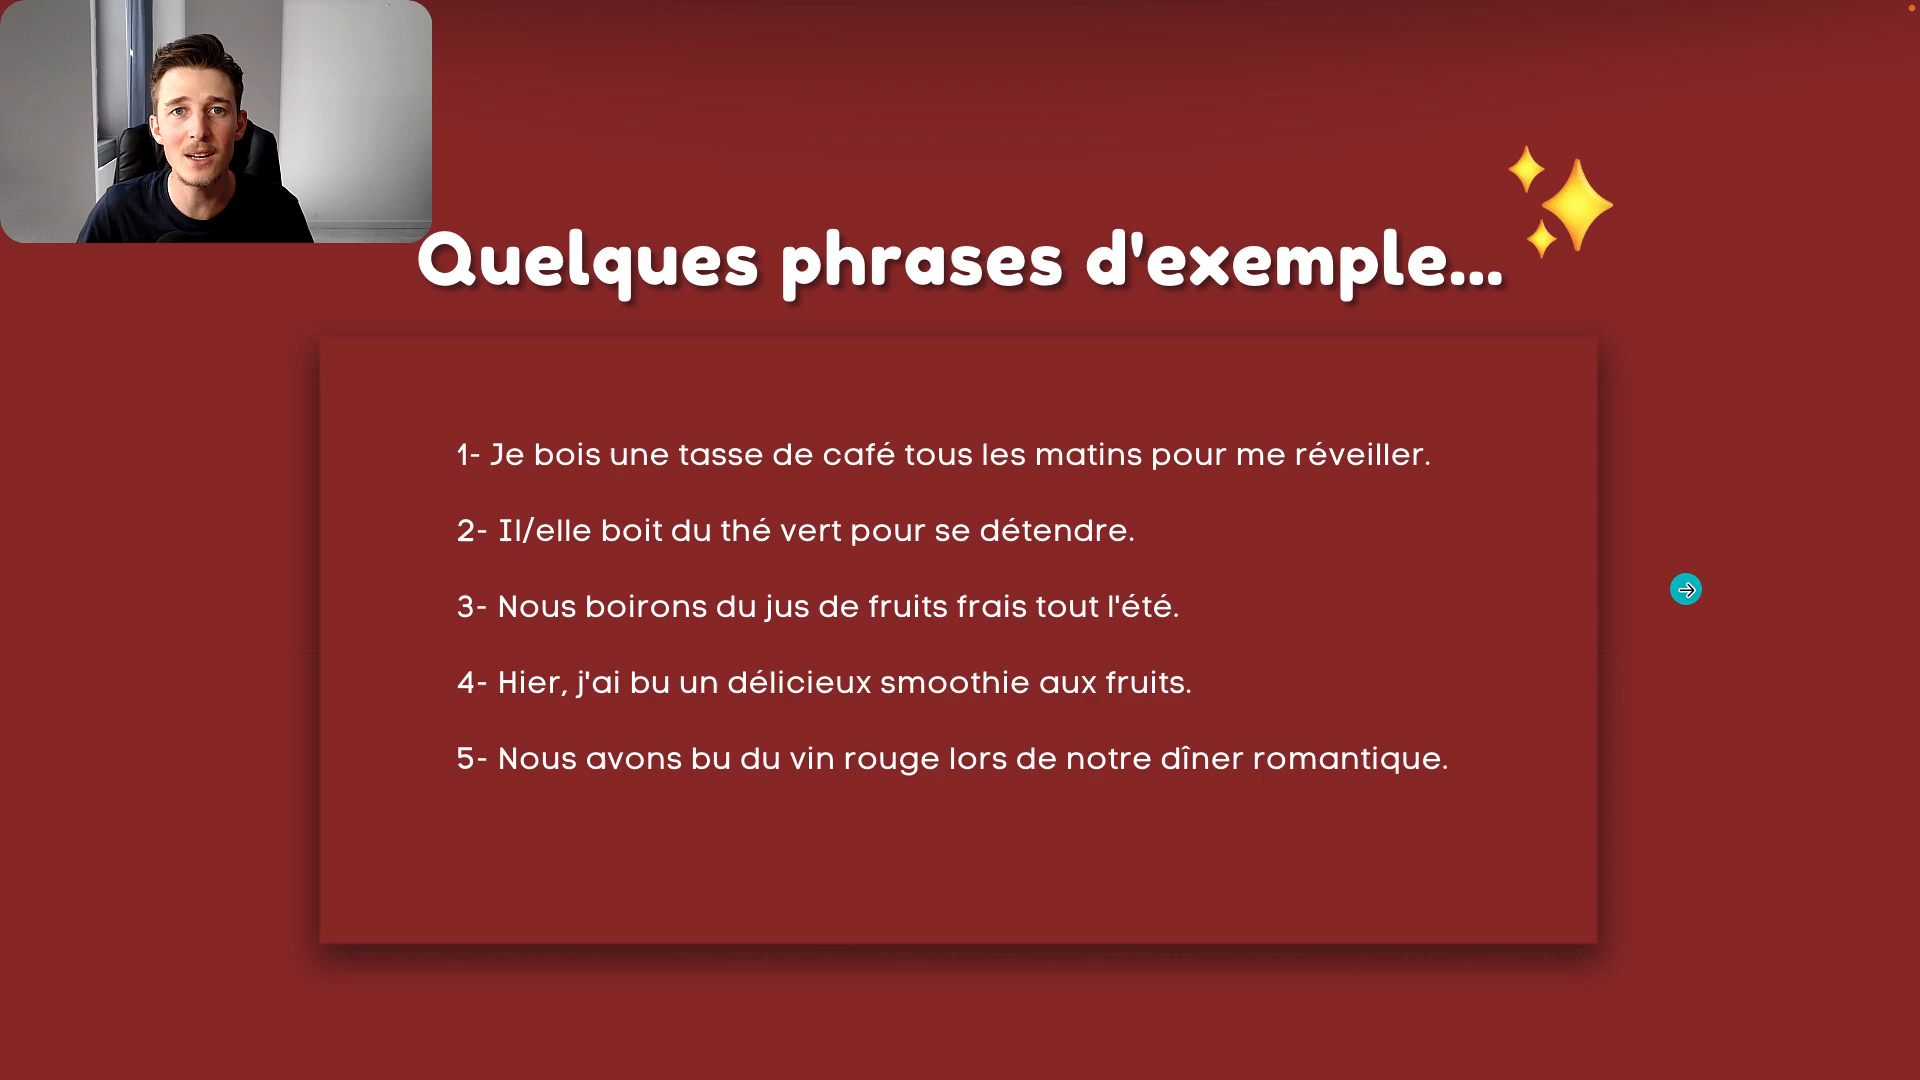 Quelques phrases d'exemple...
1- Je bois une tasse de café tous les matins pour me réveiller.
2- Il/elle boit du thé vert pour se détendre.
3- Nous boirons du jus de fruits frais tout l'été.
4- Hier, j'ai bu un délicieux smoothie aux fruits.
5- Nous avons bu du vin rouge lors de notre dîner romantique.